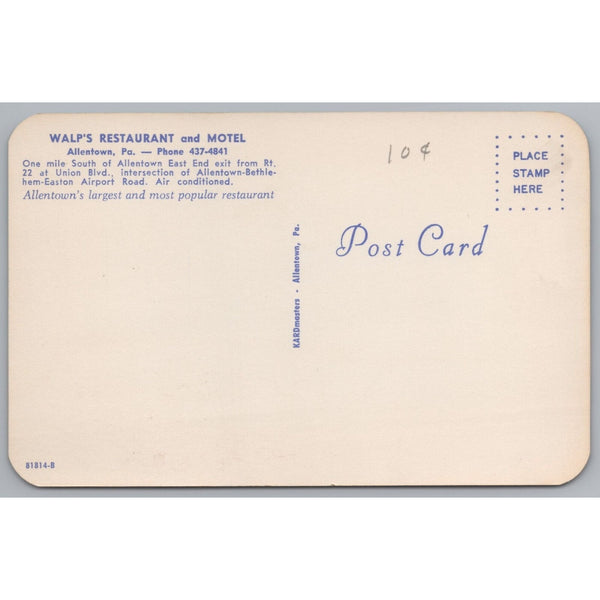 WALP'S RESTAURANT and MOTEL
Allentown, Pa. — Phone 437-4841
One mile South of Allentown East End exit from Rt.
22 at Union Blvd., intersection of Allentown-Bethle-
hem-Easton Airport Road. Air conditioned.
Allentown's largest and most popular restaurant
10¢
PLACE
STAMP
HERE
Post Card
KARDmasters - Allentown, Pa.
81814-B